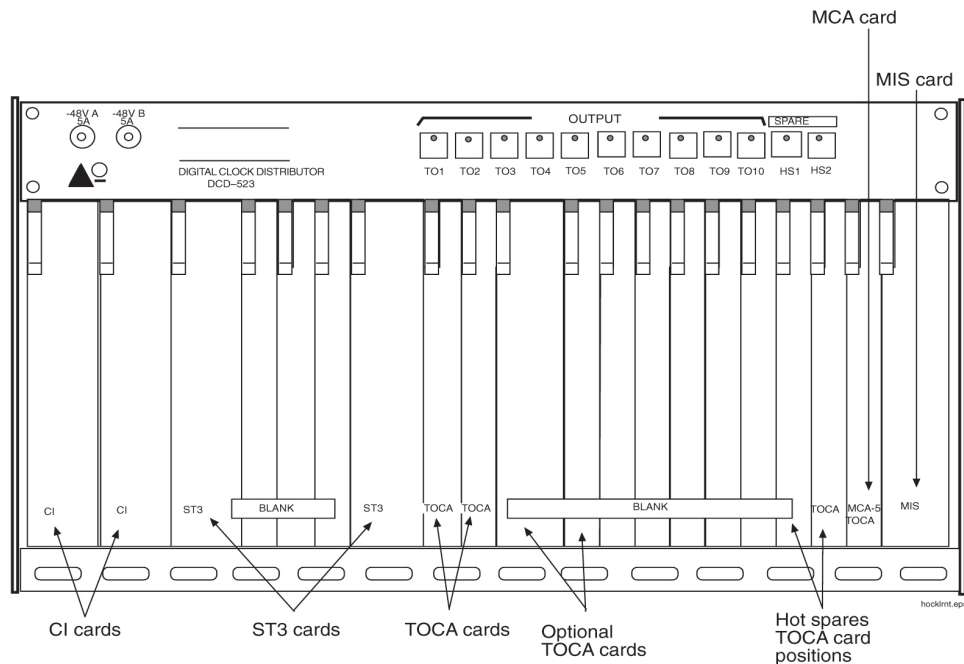 MCA card
MIS card
-48V A
5A
-48V B
5A
OUTPUT
SPARE
DIGITAL CLOCK DISTRIBUTOR
DCD–523
TO1 TO2 TO3 TO4 TO5 TO6 TO7 TO8 TO9 TO10 HS1 HS2
CI CI ST3 BLANK ST3 TOCA TOCA BLANK TOCA MCA-5 MIS
TOCA
hocklrnt.eps
CI cards
ST3 cards
TOCA cards
Optional
TOCA cards
Hot spares
TOCA card
positions